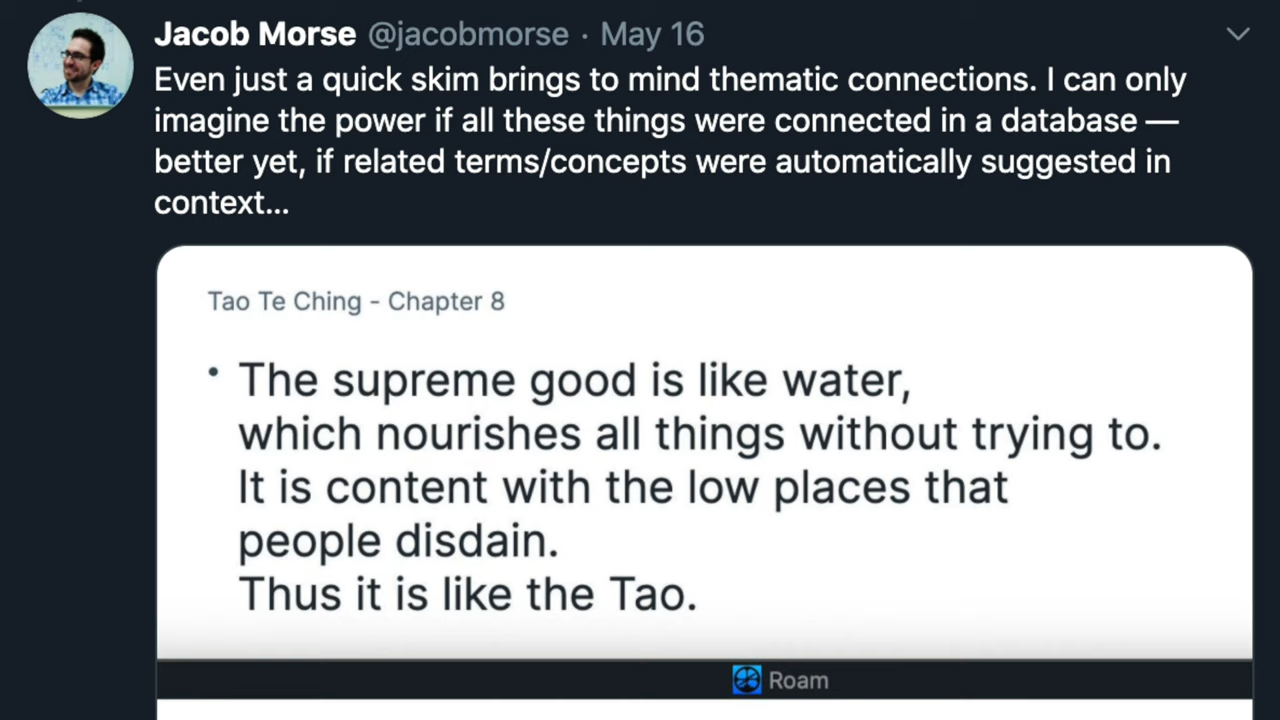 Jacob Morse @jacobmorse · May 16
Even just a quick skim brings to mind thematic connections. I can only
imagine the power if all these things were connected in a database —
better yet, if related terms/concepts were automatically suggested in
context...
Tao Te Ching - Chapter 8
• The supreme good is like water,
which nourishes all things without trying to.
It is content with the low places that
people disdain.
Thus it is like the Tao.
Roam